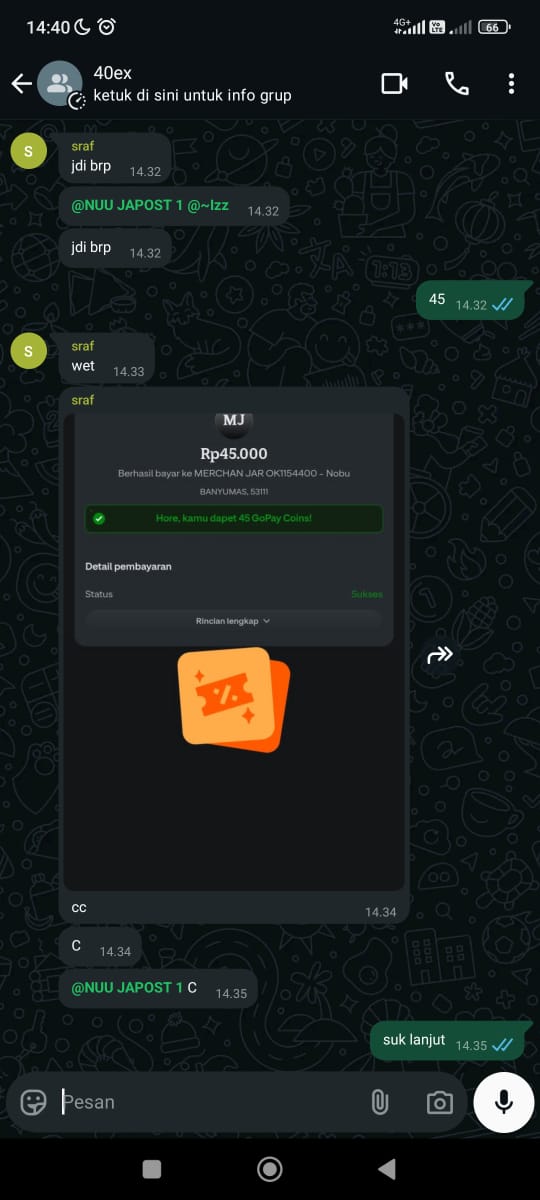 14:40
4G+
Vo
LTE
66
40ex
ketuk di sini untuk info grup
S
sraf
jdi brp 14.32
@NUU JAPOST 1 @~Izz 14.32
jdi brp 14.32
45 14.32
S
sraf
wet 14.33
sraf
MJ
Rp45.000
Berhasil bayar ke MERCHAN JAR OK1154400 - Nobu
BANYUMAS, 53111
Hore, kamu dapet 45 GoPay Coins!
Detail pembayaran
Status Sukses
Rincian lengkap
cc 14.34
C 14.34
@NUU JAPOST 1 C 14.35
suk lanjut 14.35
Pesan